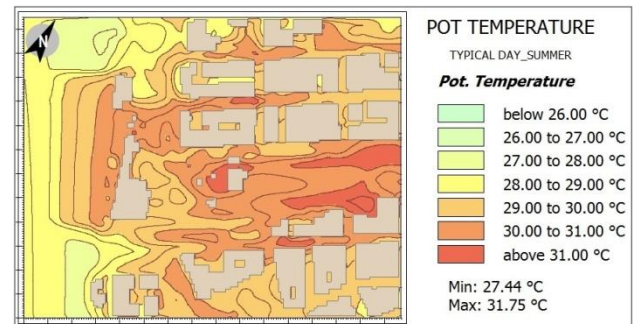 N
POT TEMPERATURE
TYPICAL DAY_SUMMER
Pot. Temperature
below 26.00 °C
26.00 to 27.00 °C
27.00 to 28.00 °C
28.00 to 29.00 °C
29.00 to 30.00 °C
30.00 to 31.00 °C
above 31.00 °C
Min: 27.44 °C
Max: 31.75 °C